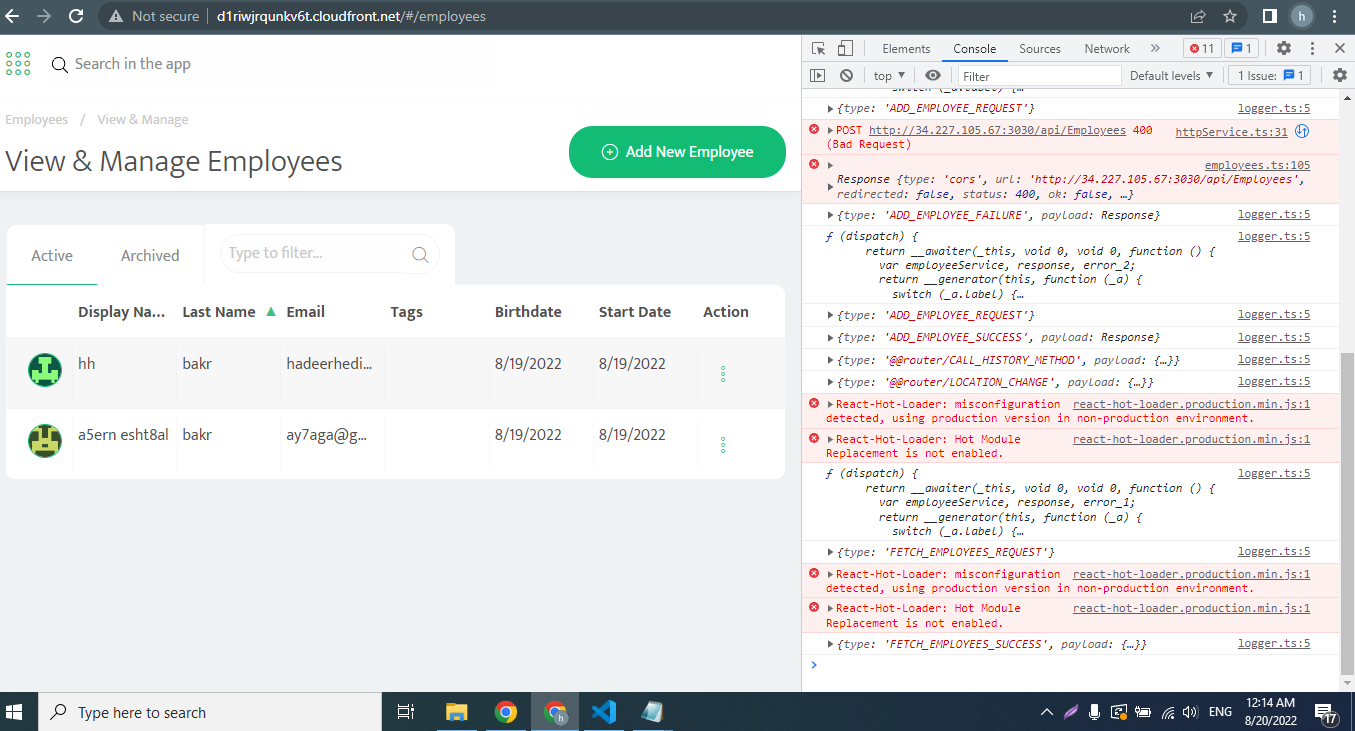 Not secure d1riwjrqunkv6t.cloudfront.net/#/employees h
Search in the app
Employees / View & Manage
View & Manage Employees
Add New Employee
Active Archived Type to filter...
Display Na... Last Name Email Tags Birthdate Start Date Action
hh bakr hadeerhedi... 8/19/2022 8/19/2022
a5ern esht8al bakr ay7aga@g... 8/19/2022 8/19/2022
Elements Console Sources Network » 11 1
top Filter Default levels 1 Issue: 1
switch (_a.label) {…
{type: 'ADD_EMPLOYEE_REQUEST'} logger.ts:5
POST http://34.227.105.67:3030/api/Employees 400 httpService.ts:31
(Bad Request)
employees.ts:105
Response {type: 'cors', url: 'http://34.227.105.67:3030/api/Employees',
redirected: false, status: 400, ok: false, …}
{type: 'ADD_EMPLOYEE_FAILURE', payload: Response} logger.ts:5
ƒ (dispatch) { logger.ts:5
return __awaiter(_this, void 0, void 0, function () {
var employeeService, response, error_2;
return __generator(this, function (_a) {
switch (_a.label) {…
{type: 'ADD_EMPLOYEE_REQUEST'} logger.ts:5
{type: 'ADD_EMPLOYEE_SUCCESS', payload: Response} logger.ts:5
{type: '@@router/CALL_HISTORY_METHOD', payload: {…}} logger.ts:5
{type: '@@router/LOCATION_CHANGE', payload: {…}} logger.ts:5
React-Hot-Loader: misconfiguration react-hot-loader.production.min.js:1
detected, using production version in non-production environment.
React-Hot-Loader: Hot Module react-hot-loader.production.min.js:1
Replacement is not enabled.
ƒ (dispatch) { logger.ts:5
return __awaiter(_this, void 0, void 0, function () {
var employeeService, response, error_1;
return __generator(this, function (_a) {
switch (_a.label) {…
{type: 'FETCH_EMPLOYEES_REQUEST'} logger.ts:5
React-Hot-Loader: misconfiguration react-hot-loader.production.min.js:1
detected, using production version in non-production environment.
React-Hot-Loader: Hot Module react-hot-loader.production.min.js:1
Replacement is not enabled.
{type: 'FETCH_EMPLOYEES_SUCCESS', payload: {…}} logger.ts:5
Type here to search h ENG 12:14 AM
8/20/2022 17